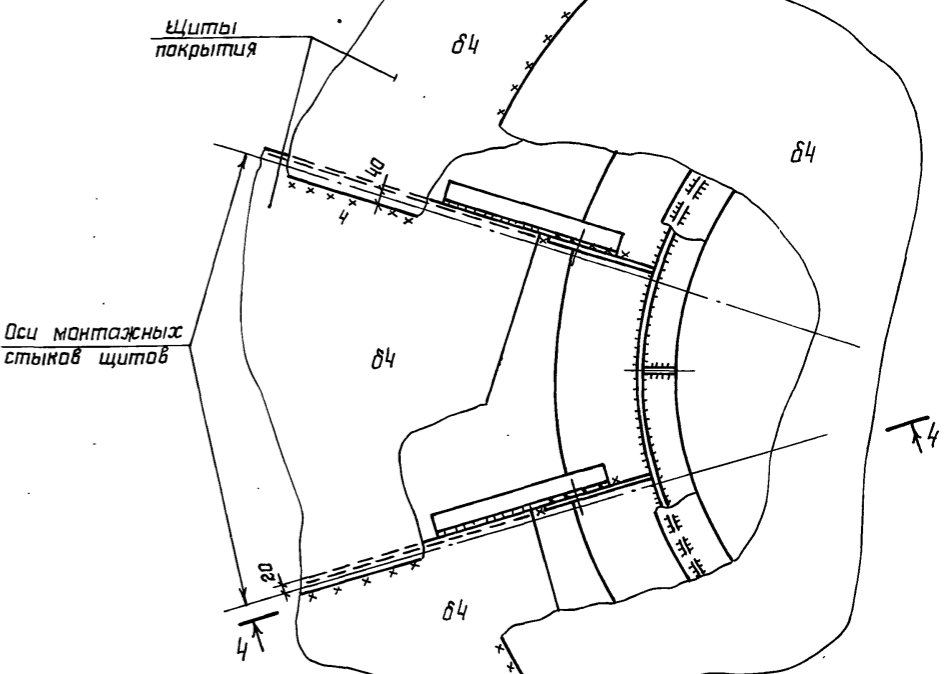 Щиты
покрытия
δ4
δ4
40
4
Оси монтажных
стыков щитов
δ4
4
20
4
δ4